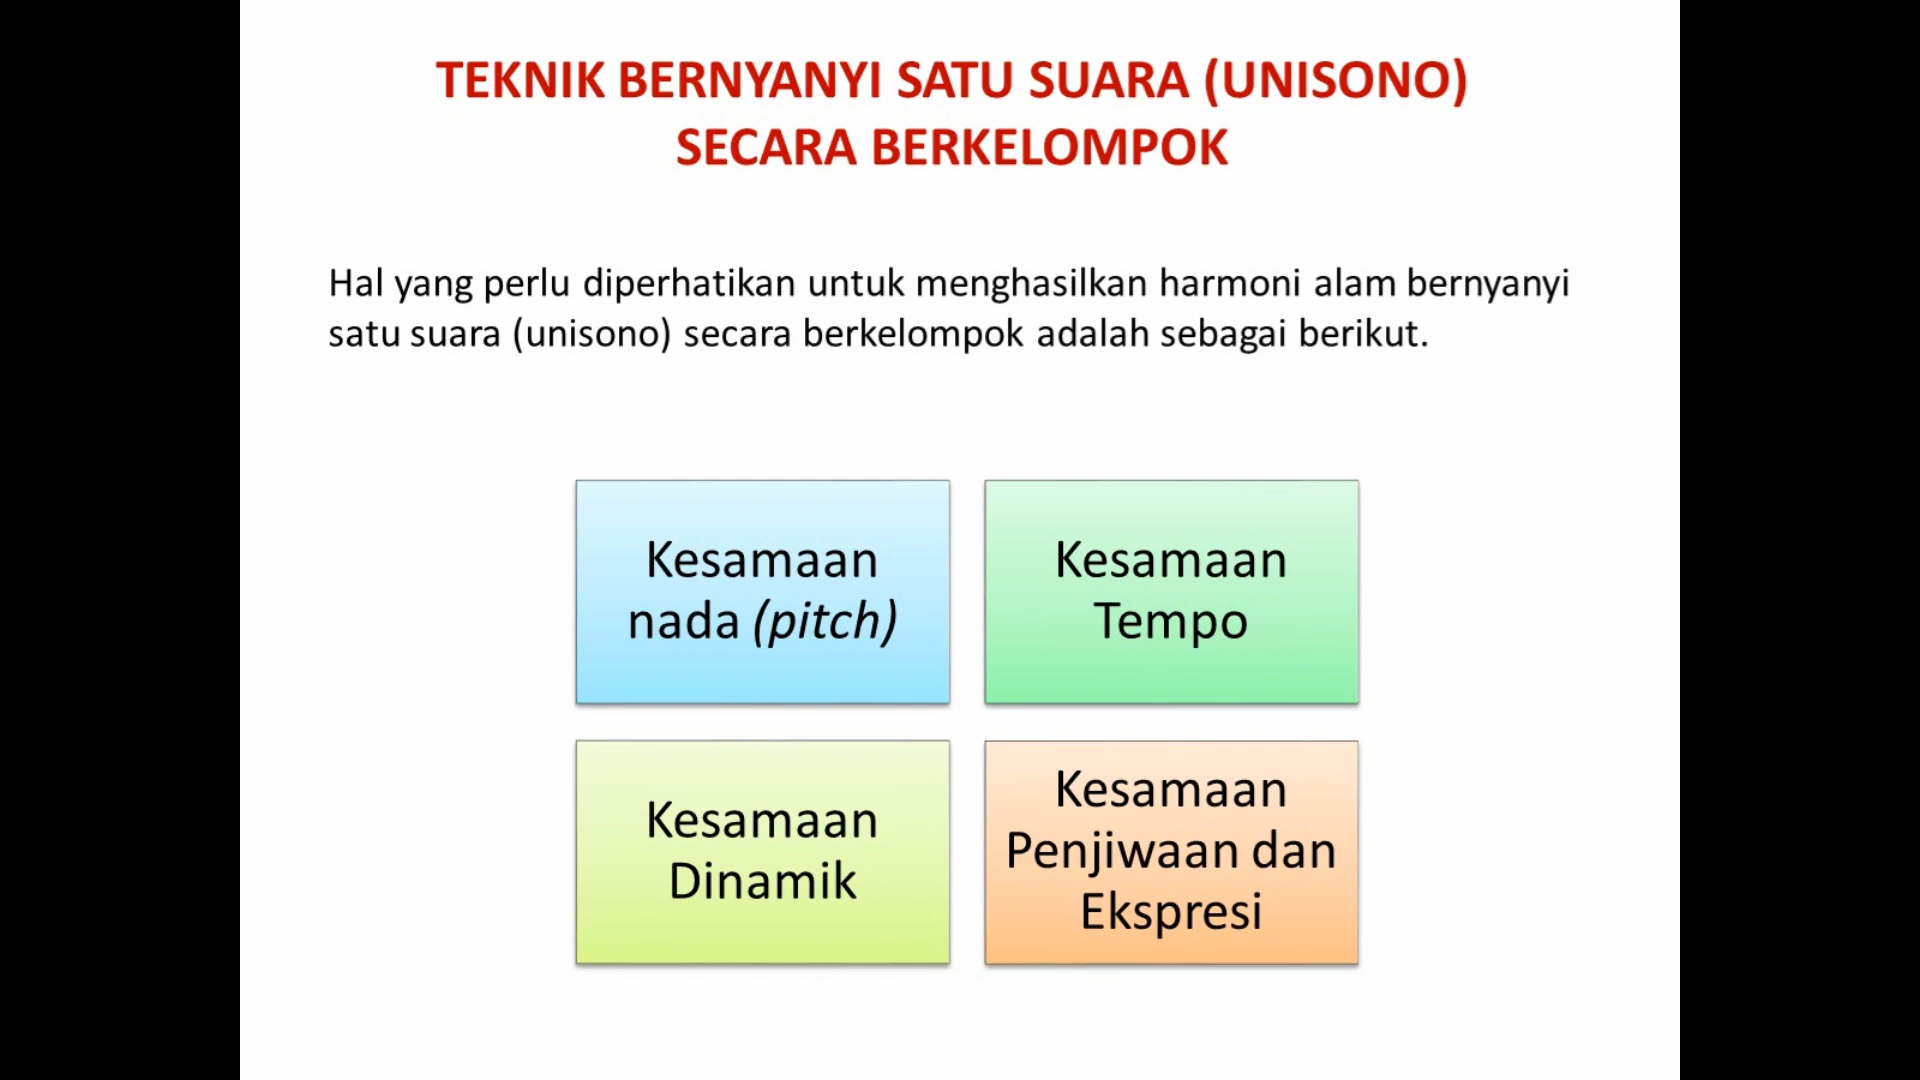 TEKNIK BERNYANYI SATU SUARA (UNISONO)
SECARA BERKELOMPOK
Hal yang perlu diperhatikan untuk menghasilkan harmoni alam bernyanyi
satu suara (unisono) secara berkelompok adalah sebagai berikut.
Kesamaan
nada (pitch)
Kesamaan
Tempo
Kesamaan
Dinamik
Kesamaan
Penjiwaan dan
Ekspresi